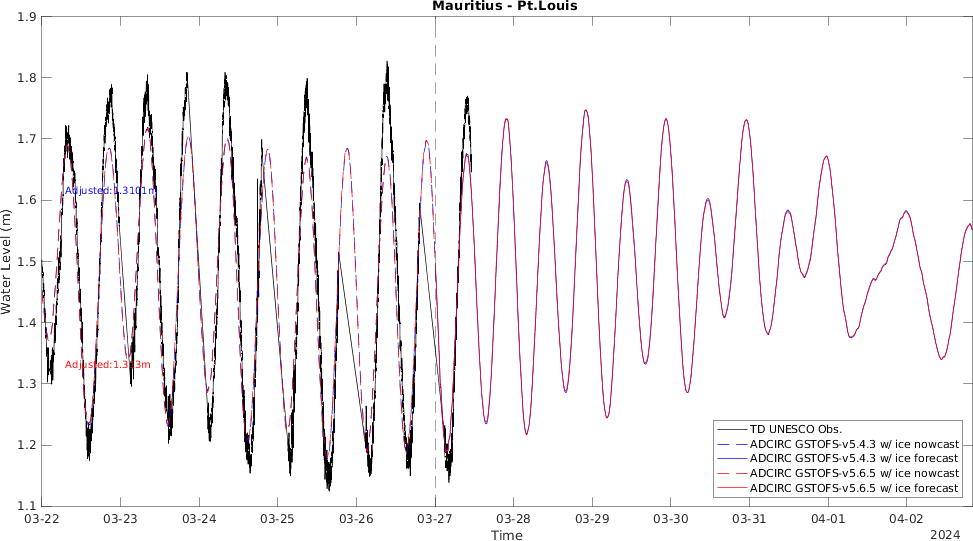 Mauritius - Pt.Louis
1.9
1.8
1.7
1.6
1.5
1.4
1.3
1.2
1.1
Water Level (m)
Adjusted:1.3101m
Adjusted:1.313m
TD UNESCO Obs.
ADCIRC GSTOFS-v5.4.3 w/ ice nowcast
ADCIRC GSTOFS-v5.4.3 w/ ice forecast
ADCIRC GSTOFS-v5.6.5 w/ ice nowcast
ADCIRC GSTOFS-v5.6.5 w/ ice forecast
03-22 03-23 03-24 03-25 03-26 03-27 03-28 03-29 03-30 03-31 04-01 04-02
Time
2024